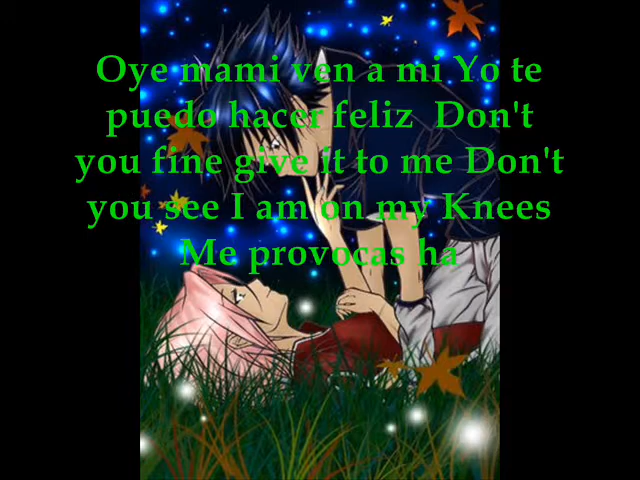 Oye mami ven a mi Yo te
puedo hacer feliz Don't
you fine give it to me Don't
you see I am on my Knees
Me provocas ha